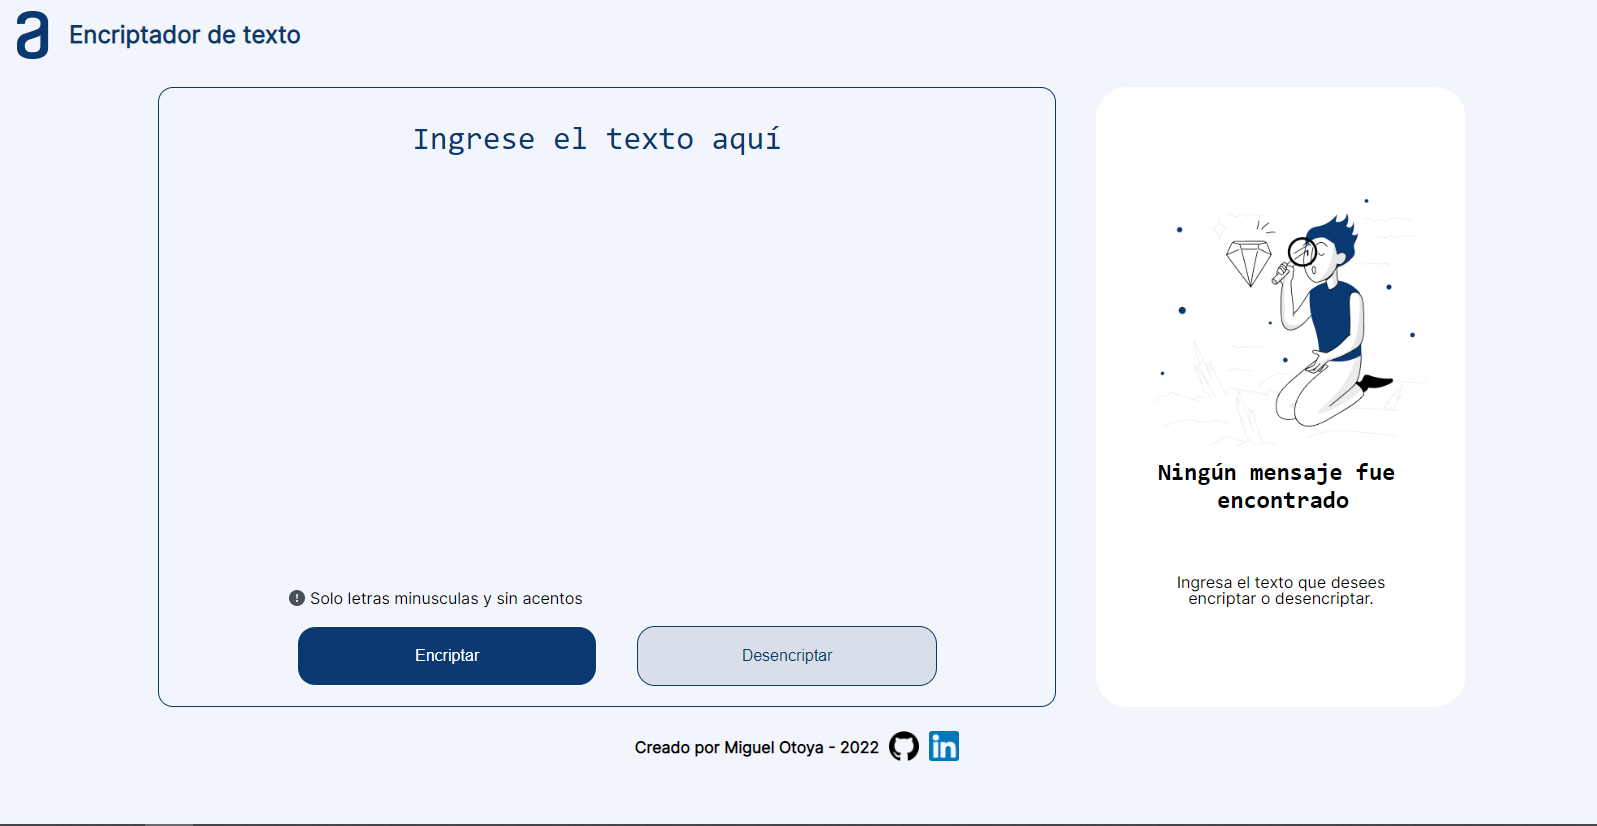 a Encriptador de texto
Ingrese el texto aquí
Solo letras minusculas y sin acentos
Encriptar
Desencriptar
Ningún mensaje fue
encontrado
Ingresa el texto que desees
encriptar o desencriptar.
Creado por Miguel Otoya - 2022 in